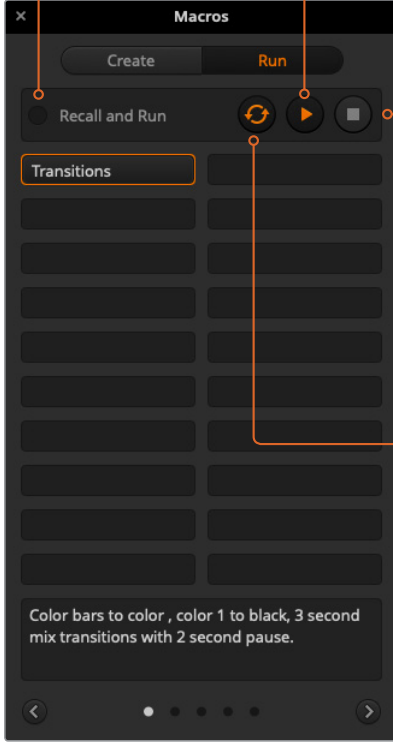 Macros
Create Run
Recall and Run
Transitions
Color bars to color , color 1 to black, 3 second
mix transitions with 2 second pause.